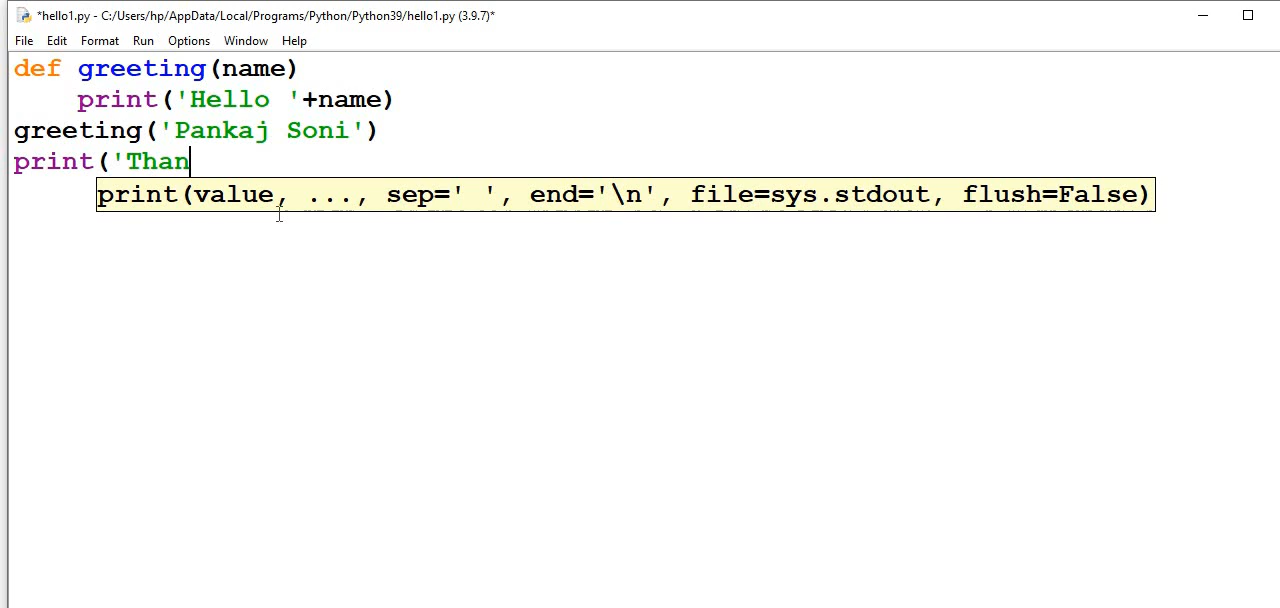 *hello1.py - C:/Users/hp/AppData/Local/Programs/Python/Python39/hello1.py (3.9.7)*
File Edit Format Run Options Window Help
def greeting(name)
    print('Hello '+name)
greeting('Pankaj Soni')
print('Than
print(value, ..., sep=' ', end='\n', file=sys.stdout, flush=False)